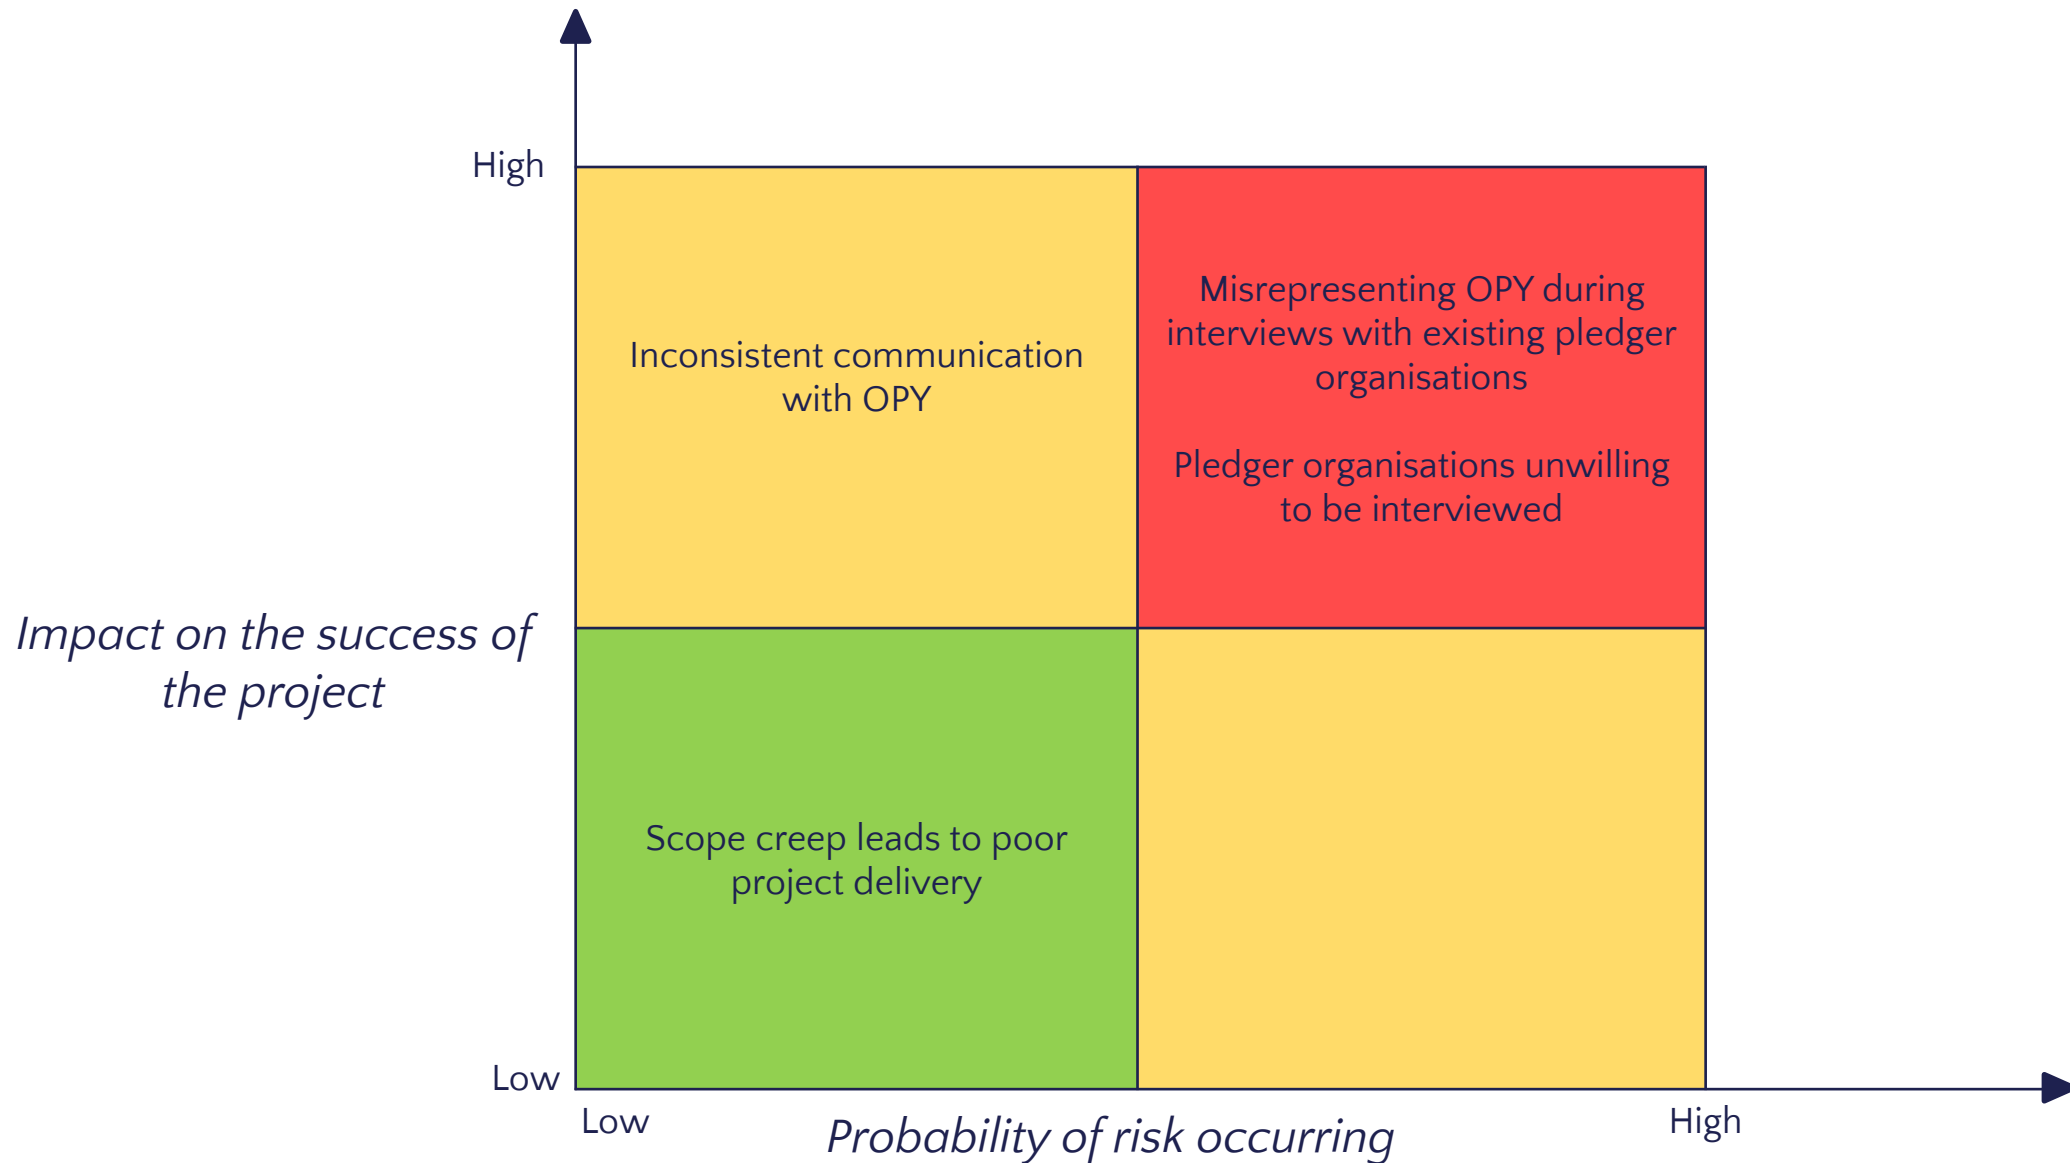 High
Inconsistent communication
with OPY
Misrepresenting OPY during
interviews with existing pledger
organisations
Pledger organisations unwilling
to be interviewed
Impact on the success of
the project
Scope creep leads to poor
project delivery
Low
Low
Probability of risk occurring
High